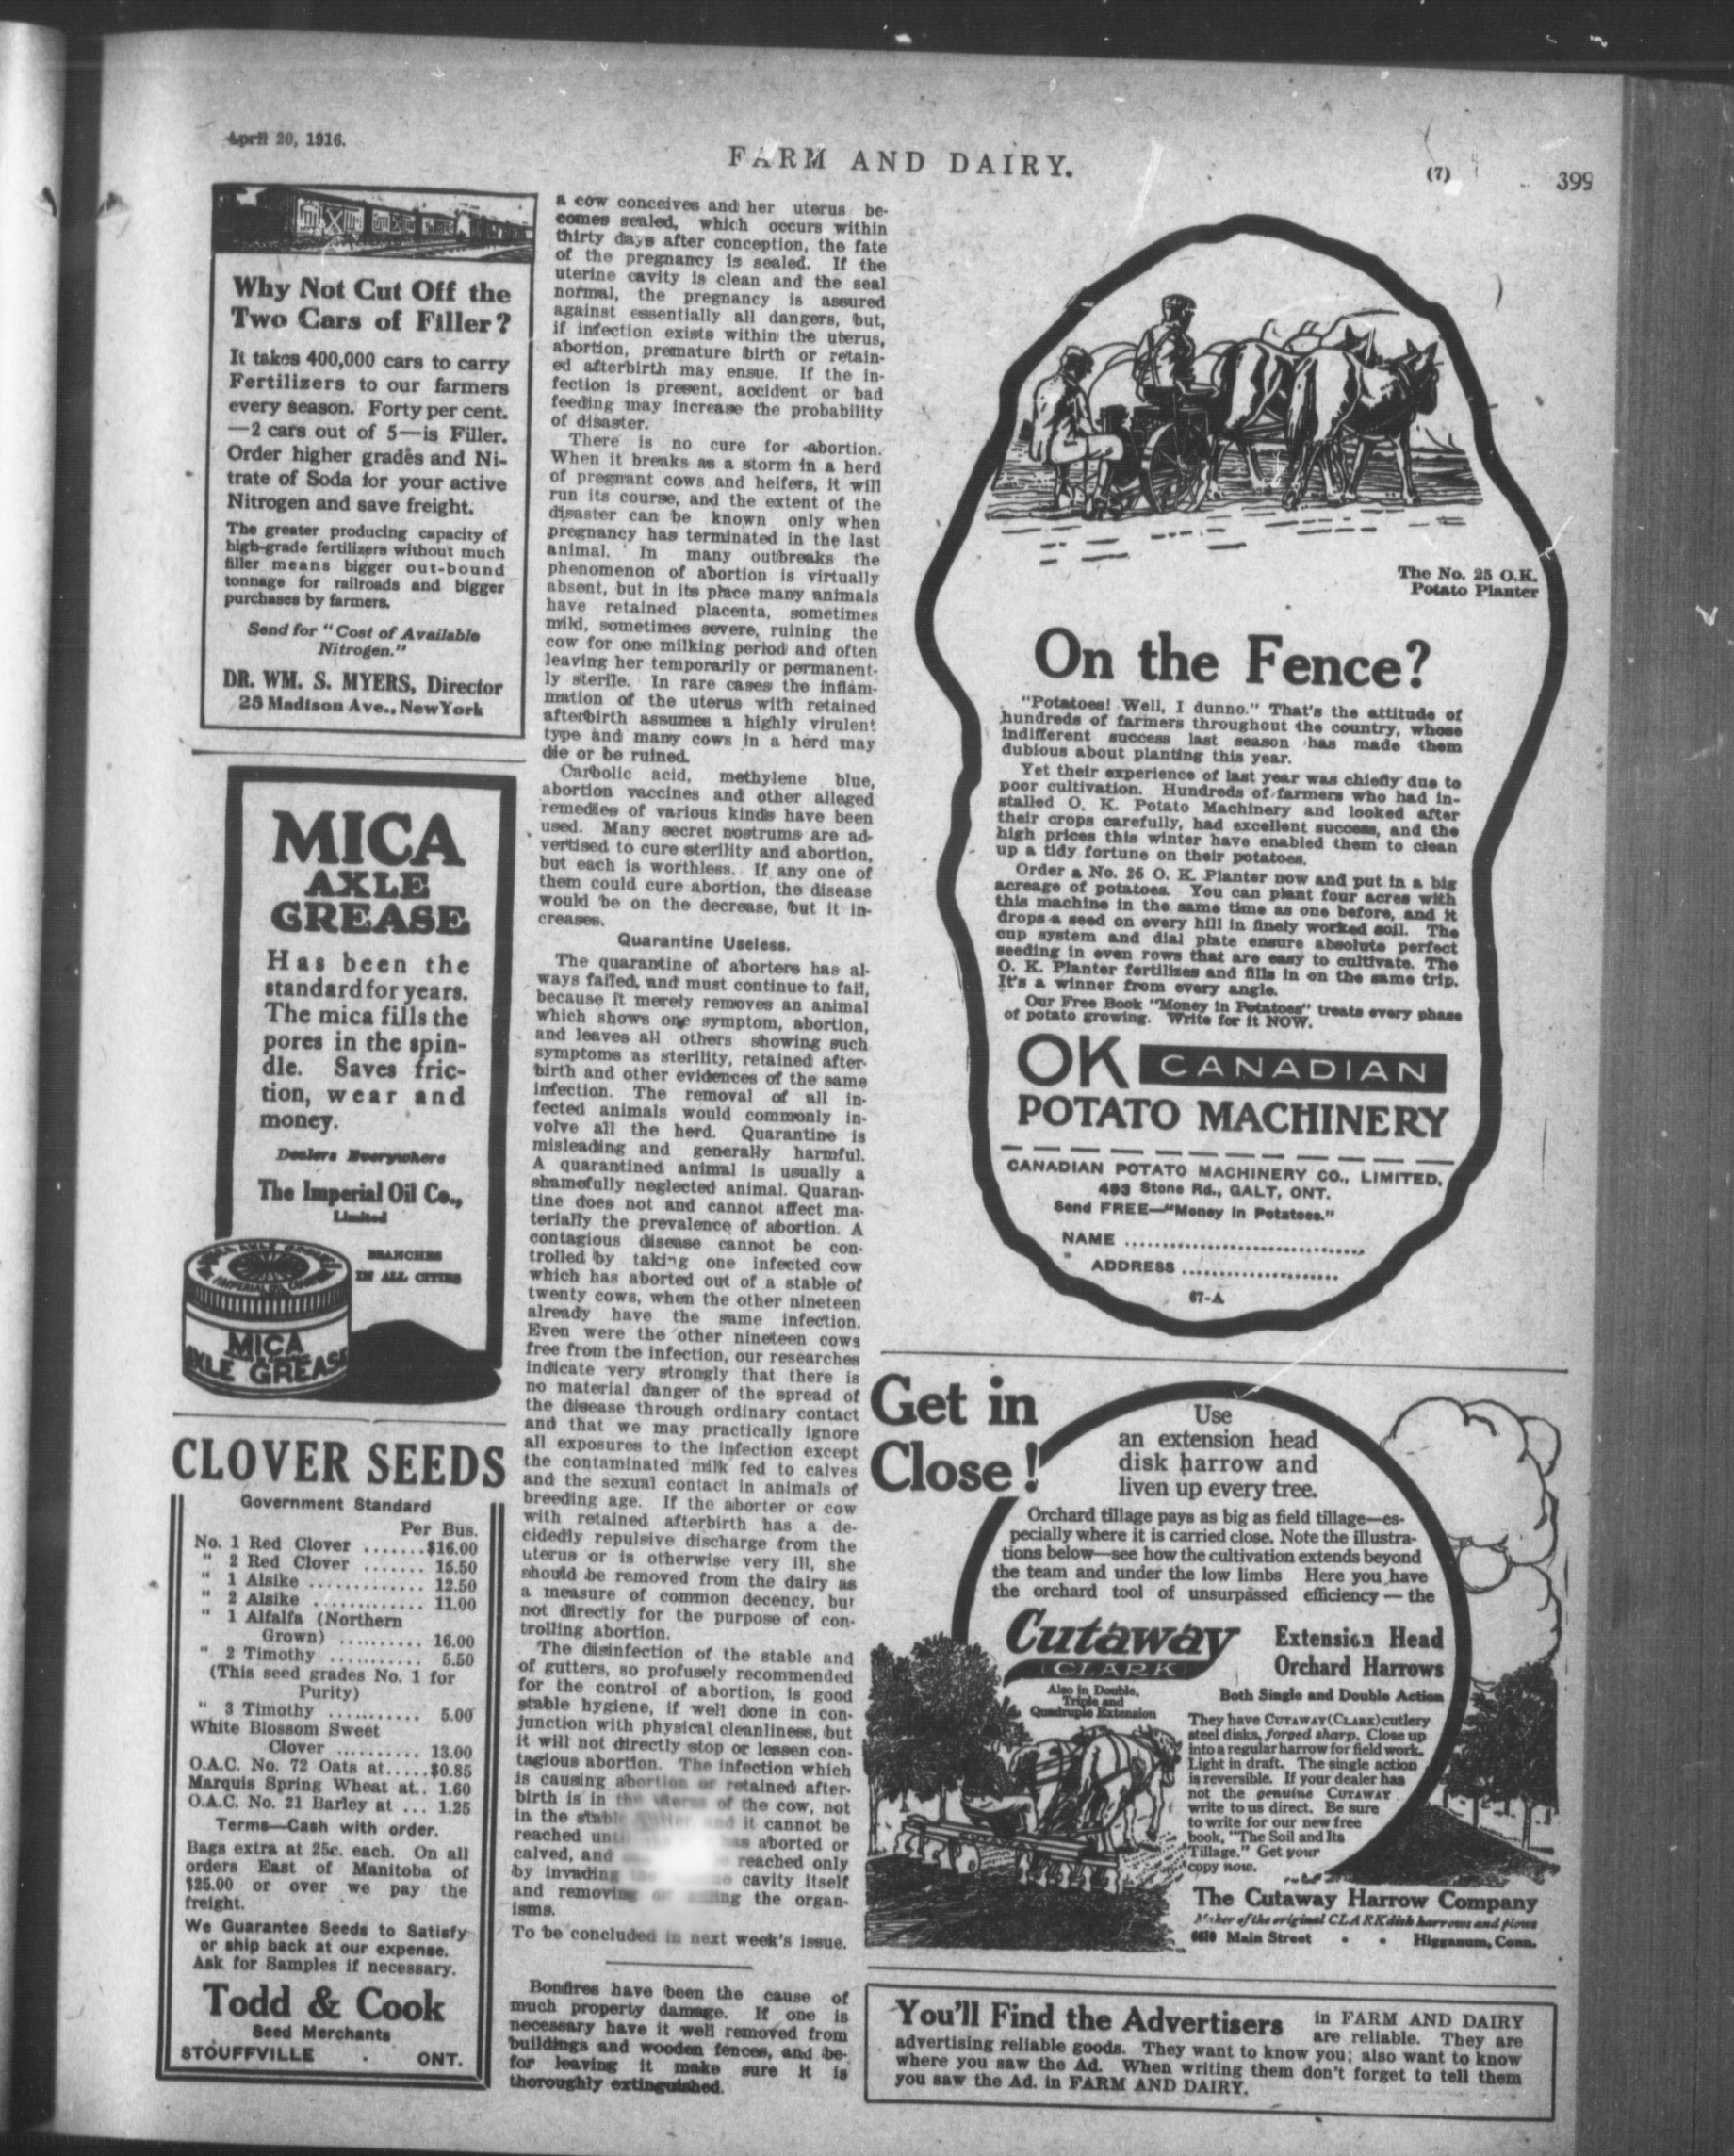 April 20, 1916.
FARM AND DAIRY.
(7)
399
Why Not Cut Off the
Two Cars of Filler?
It takes 400,000 cars to carry
Fertilizers to our farmers
every season. Forty per cent.
—2 cars out of 5—is Filler.
Order higher grades and Ni-
trate of Soda for your active
Nitrogen and save freight.
The greater producing capacity of
high-grade fertilizers without much
filler means bigger out-bound
tonnage for railroads and bigger
purchases by farmers.
Send for "Cost of Available
Nitrogen."
DR. WM. S. MYERS, Director
25 Madison Ave., New York
MICA
AXLE
GREASE
Has been the
standard for years.
The mica fills the
pores in the spin-
dle. Saves fric-
tion, wear and
money.
Dealers Everywhere
The Imperial Oil Co.,
Limited
BRANCHES
IN ALL CITIES
MICA
AXLE GREASE
CLOVER SEEDS
Government Standard
Per Bus.
No. 1 Red Clover .......$16.00
" 2 Red Clover ....... 15.50
" 1 Alsike ............. 12.50
" 2 Alsike ............ 11.00
" 1 Alfalfa (Northern
Grown) .......... 16.00
" 2 Timothy ........... 5.50
(This seed grades No. 1 for
Purity)
" 3 Timothy ........... 5.00
White Blossom Sweet
Clover .......... 13.00
O.A.C. No. 72 Oats at.....$0.85
Marquis Spring Wheat at.. 1.60
O.A.C. No. 21 Barley at ... 1.25
Terms—Cash with order.
Bags extra at 25c. each. On all
orders East of Manitoba of
$25.00 or over we pay the
freight.
We Guarantee Seeds to Satisfy
or ship back at our expense.
Ask for Samples if necessary.
Todd & Cook
Seed Merchants
STOUFFVILLE - ONT.
a cow conceives and her uterus be-
comes sealed, which occurs within
thirty days after conception, the fate
of the pregnancy is sealed. If the
uterine cavity is clean and the seal
normal, the pregnancy is assured
against essentially all dangers, but,
if infection exists within the uterus,
abortion, premature birth or retain-
ed afterbirth may ensue. If the in-
fection is present, accident or bad
feeding may increase the probability
of disaster.
There is no cure for abortion.
When it breaks as a storm in a herd
of pregnant cows and heifers, it will
run its course, and the extent of the
disaster can be known only when
pregnancy has terminated in the last
animal. In many outbreaks the
phenomenon of abortion is virtually
absent, but in its place many animals
have retained placenta, sometimes
mild, sometimes severe, ruining the
cow for one milking period and often
leaving her temporarily or permanent-
ly sterile. In rare cases the inflam-
mation of the uterus with retained
afterbirth assumes a highly virulent
type and many cows in a herd may
die or be ruined.
Carbolic acid, methylene blue,
abortion vaccines and other alleged
remedies of various kinds have been
used. Many secret nostrums are ad-
vertised to cure sterility and abortion,
but each is worthless. If any one of
them could cure abortion, the disease
would be on the decrease, but it in-
creases.
Quarantine Useless.
The quarantine of aborters has al-
ways failed, and must continue to fail,
because it merely removes an animal
which shows one symptom, abortion,
and leaves all others showing such
symptoms as sterility, retained after-
birth and other evidences of the same
infection. The removal of all in-
fected animals would commonly in-
volve all the herd. Quarantine is
misleading and generally harmful.
A quarantined animal is usually a
shamefully neglected animal. Quaran-
tine does not and cannot affect ma-
terially the prevalence of abortion. A
contagious disease cannot be con-
trolled by taking one infected cow
which has aborted out of a stable of
twenty cows, when the other nineteen
already have the same infection.
Even were the other nineteen cows
free from the infection, our researches
indicate very strongly that there is
no material danger of the spread of
the disease through ordinary contact
and that we may practically ignore
all exposures to the infection except
the contaminated milk fed to calves
and the sexual contact in animals of
breeding age. If the aborter or cow
with retained afterbirth has a de-
cidedly repulsive discharge from the
uterus or is otherwise very ill, she
should be removed from the dairy as
a measure of common decency, but
not directly for the purpose of con-
trolling abortion.
The disinfection of the stable and
of gutters, so profusely recommended
for the control of abortion, is good
stable hygiene, if well done in con-
junction with physical cleanliness, but
it will not directly stop or lessen con-
tagious abortion. The infection which
is causing abortion or retained after-
birth is in the uterus of the cow, not
in the stable and it cannot be
reached until has aborted or
calved, and reached only
by invading cavity itself
and removing or the organ-
isms.
To be concluded in next week's issue.
Bonfires have been the cause of
much property damage. If one is
necessary have it well removed from
buildings and wooden fences, and be-
for leaving it make sure it is
thoroughly extinguished.
The No. 25 O.K.
Potato Planter
On the Fence?
"Potatoes! Well, I dunno." That's the attitude of
hundreds of farmers throughout the country, whose
indifferent success last season has made them
dubious about planting this year.
Yet their experience of last year was chiefly due to
poor cultivation. Hundreds of farmers who had in-
stalled O. K. Potato Machinery and looked after
their crops carefully, had excellent success, and the
high prices this winter have enabled them to clean
up a tidy fortune on their potatoes.
Order a No. 25 O. K. Planter now and put in a big
acreage of potatoes. You can plant four acres with
this machine in the same time as one before, and it
drops a seed on every hill in finely worked soil. The
cup system and dial plate ensure absolute perfect
seeding in even rows that are easy to cultivate. The
O. K. Planter fertilizes and fills in on the same trip.
It's a winner from every angle.
Our Free Book "Money in Potatoes" treats every phase
of potato growing. Write for it NOW.
OK CANADIAN
POTATO MACHINERY
CANADIAN POTATO MACHINERY CO., LIMITED,
493 Stone Rd., GALT, ONT.
Send FREE—"Money in Potatoes."
NAME ....................................
ADDRESS .......................
67-A
Get in
Close!
Use
an extension head
disk harrow and
liven up every tree.
Orchard tillage pays as big as field tillage—es-
pecially where it is carried close. Note the illustra-
tions below—see how the cultivation extends beyond
the team and under the low limbs Here you have
the orchard tool of unsurpassed efficiency — the
Cutaway
(CLARK)
Extension Head
Orchard Harrows
Also in Double,
Triple and
Quadruple Extension
Both Single and Double Action
They have CUTAWAY (CLARK) cutlery
steel disks, forged sharp. Close up
into a regular harrow for field work.
Light in draft. The single action
is reversible. If your dealer has
not the genuine CUTAWAY
write to us direct. Be sure
to write for our new free
book, "The Soil and Its
Tillage." Get your
copy now.
The Cutaway Harrow Company
Maker of the original CLARK disk harrows and plows
Main Street - - Higganum, Conn.
You'll Find the Advertisers in FARM AND DAIRY
are reliable. They are
advertising reliable goods. They want to know you; also want to know
where you saw the Ad. When writing them don't forget to tell them
you saw the Ad. in FARM AND DAIRY.